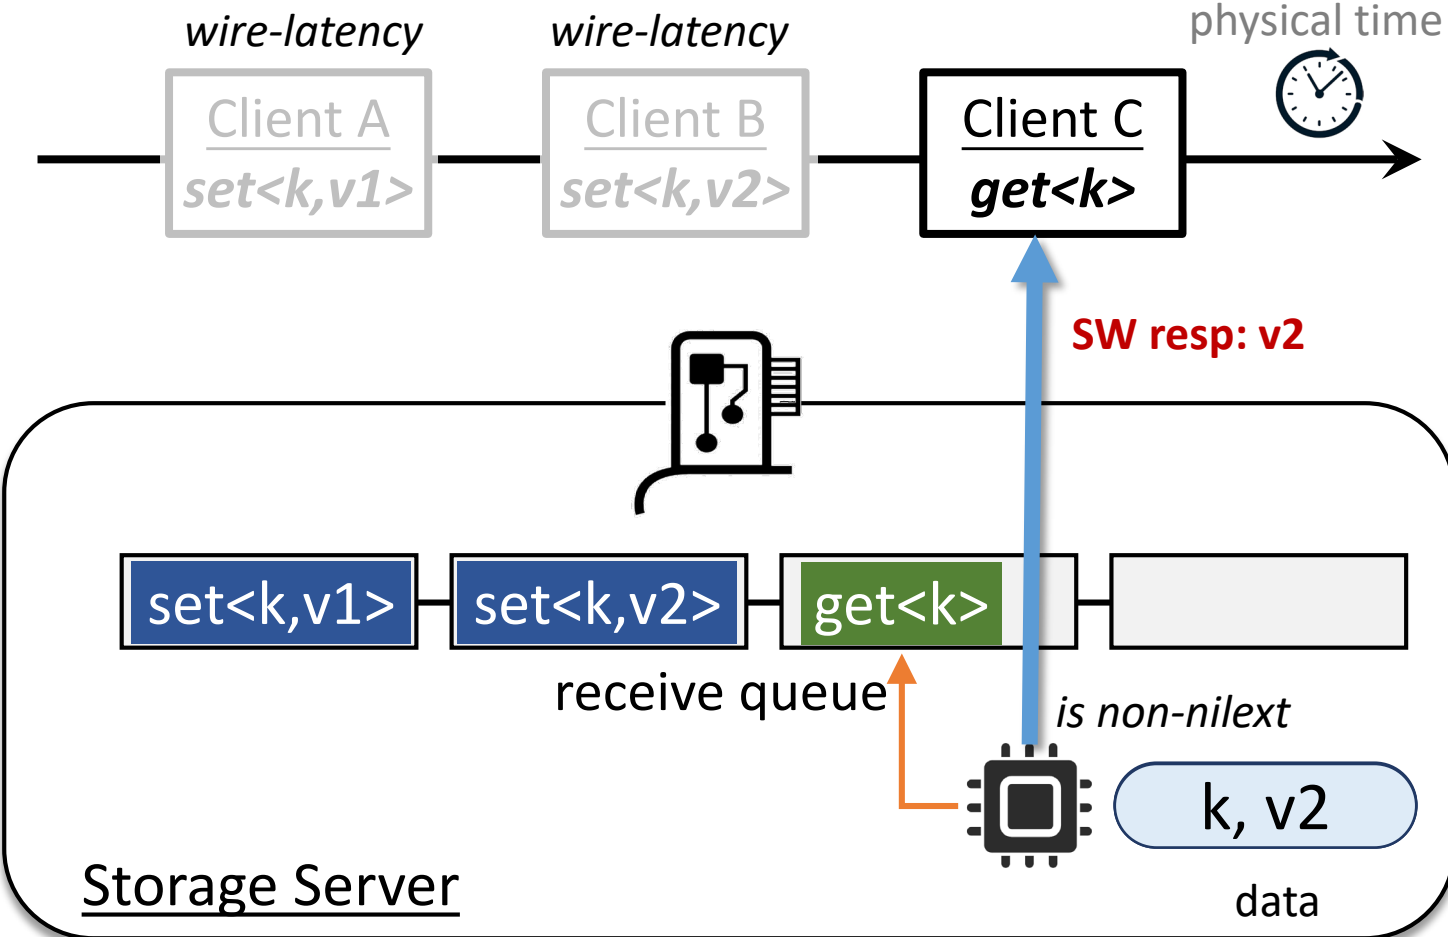 wire-latency
wire-latency
physical time
Client A
set<k,v1>
Client B
set<k,v2>
Client C
get<k>
SW resp: v2
set<k,v1>
set<k,v2>
get<k>
receive queue
is non-nilext
k, v2
Storage Server
data